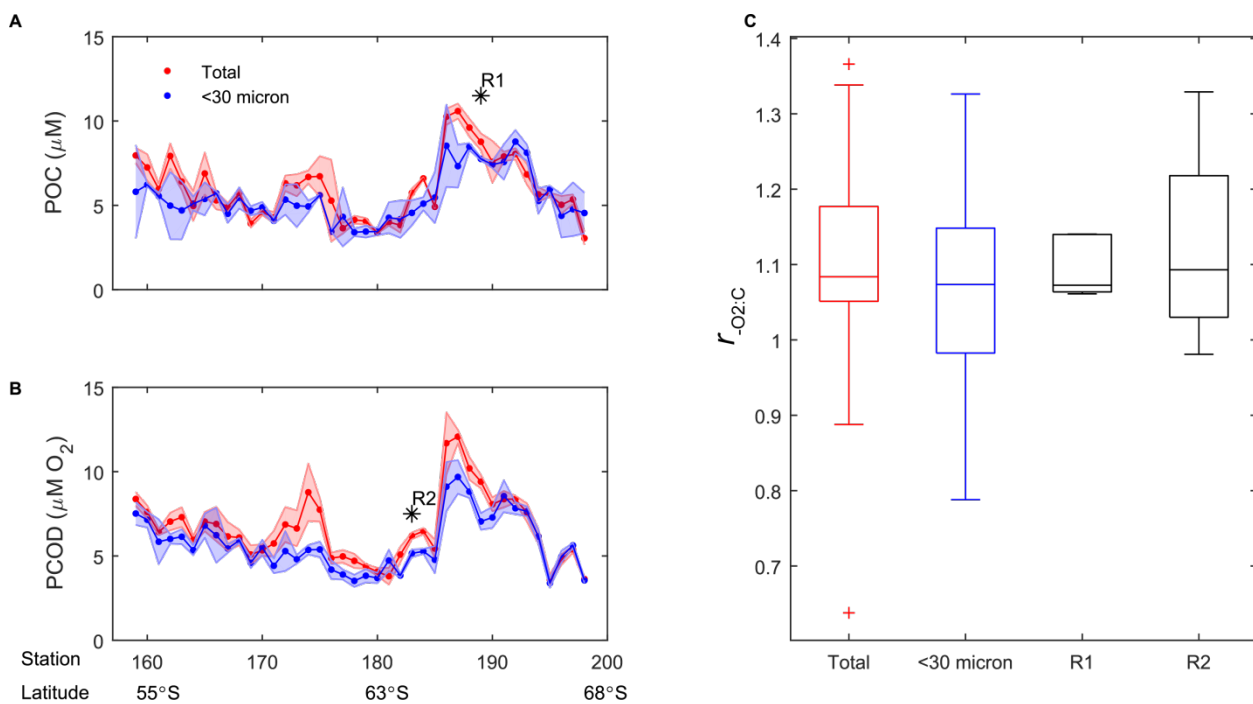 A
15
10
5
0
POC (μM)
Total
<30 micron
R1
B
15
10
5
0
PCOD (μM O2)
R2
Station 160 170 180 190 200
Latitude 55°S 63°S 68°S
C
1.4
1.3
1.2
1.1
1
0.9
0.8
0.7
r-O2:C
Total <30 micron R1 R2